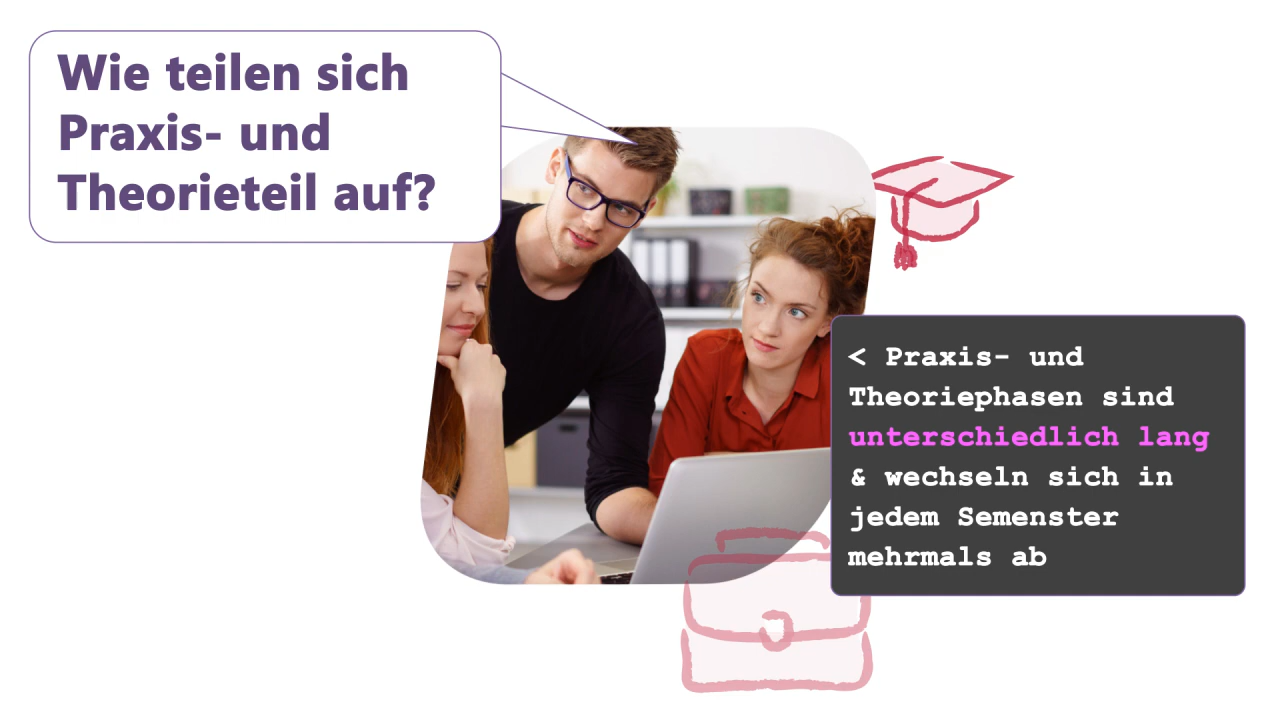 Wie teilen sich
Praxis- und
Theorieteil auf?
< Praxis- und
Theoriephasen sind
unterschiedlich lang
& wechseln sich in
jedem Semenster
mehrmals ab